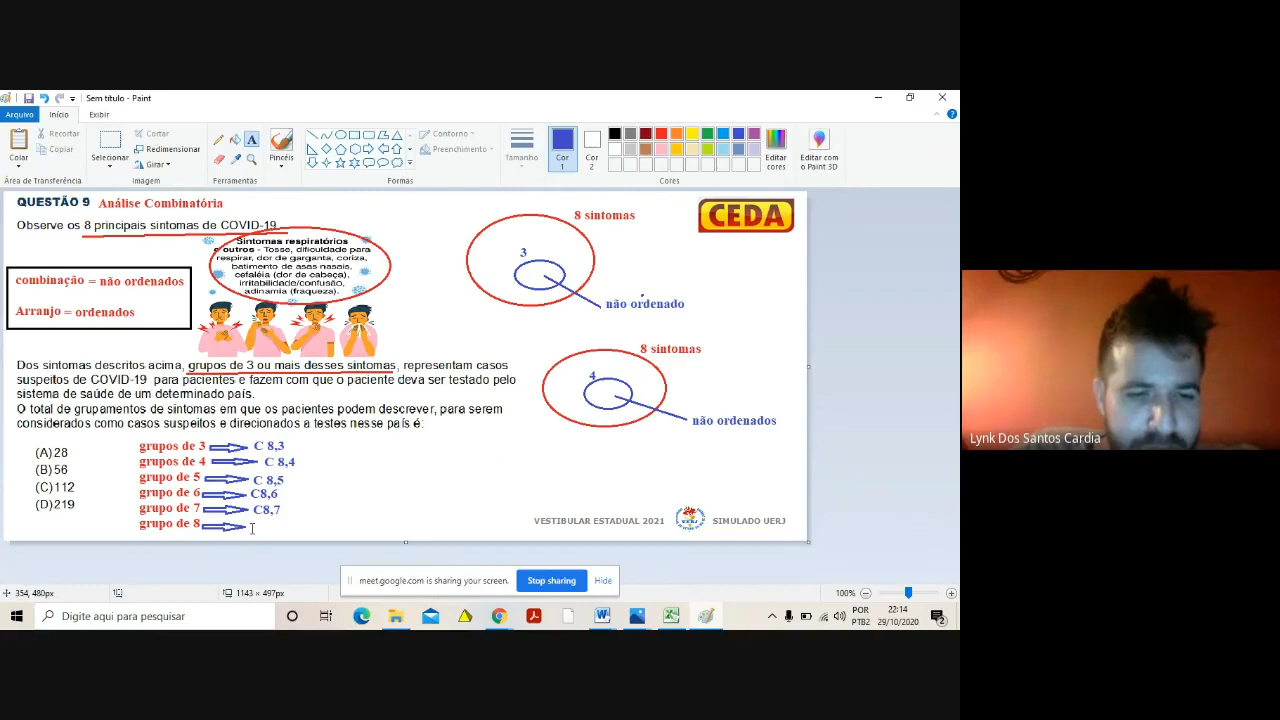 Sem título - Paint
Arquivo
Início
Exibir
Colar
Recortar
Copiar
Área de Transferência
Selecionar
Cortar
Redimensionar
Girar
Imagem
Ferramentas
Pincéis
Formas
Contorno
Preenchimento
Tamanho
Cor
1
Cor
2
Editar
cores
Cores
Editar com
o Paint 3D
QUESTÃO 9 Análise Combinatória
Observe os 8 principais sintomas de COVID-19.
Sintomas respiratórios
e outros - Tosse, dificuldade para
respirar, dor de garganta, coriza,
batimento de asas nasais,
cefaléia (dor de cabeça),
irritabilidade/confusão,
adinamia (fraqueza).
combinação = não ordenados
Arranjo = ordenados
8 sintomas
3
não ordenado
CEDA
8 sintomas
4
não ordenados
Dos sintomas descritos acima, grupos de 3 ou mais desses sintomas, representam casos
suspeitos de COVID-19 para pacientes e fazem com que o paciente deva ser testado pelo
sistema de saúde de um determinado país.
O total de grupamentos de sintomas em que os pacientes podem descrever, para serem
considerados como casos suspeitos e direcionados a testes nesse país é:
(A) 28
(B) 56
(C) 112
(D) 219
grupos de 3 C 8,3
grupos de 4 C 8,4
grupo de 5 C 8,5
grupo de 6 C8,6
grupo de 7 C8,7
grupo de 8
VESTIBULAR ESTADUAL 2021 UERJ SIMULADO UERJ
meet.google.com is sharing your screen. Stop sharing Hide
354, 480px
1143 × 497px
100%
Digite aqui para pesquisar
POR
PTB2
22:14
29/10/2020
2
Lynk Dos Santos Cardia